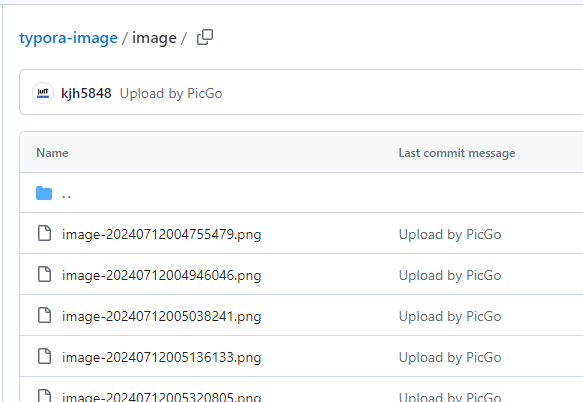 typora-image / image /
kjh5848 Upload by PicGo
Name Last commit message
..
image-20240712004755479.png Upload by PicGo
image-20240712004946046.png Upload by PicGo
image-20240712005038241.png Upload by PicGo
image-20240712005136133.png Upload by PicGo
image-20240712005320805.png Upload by PicGo